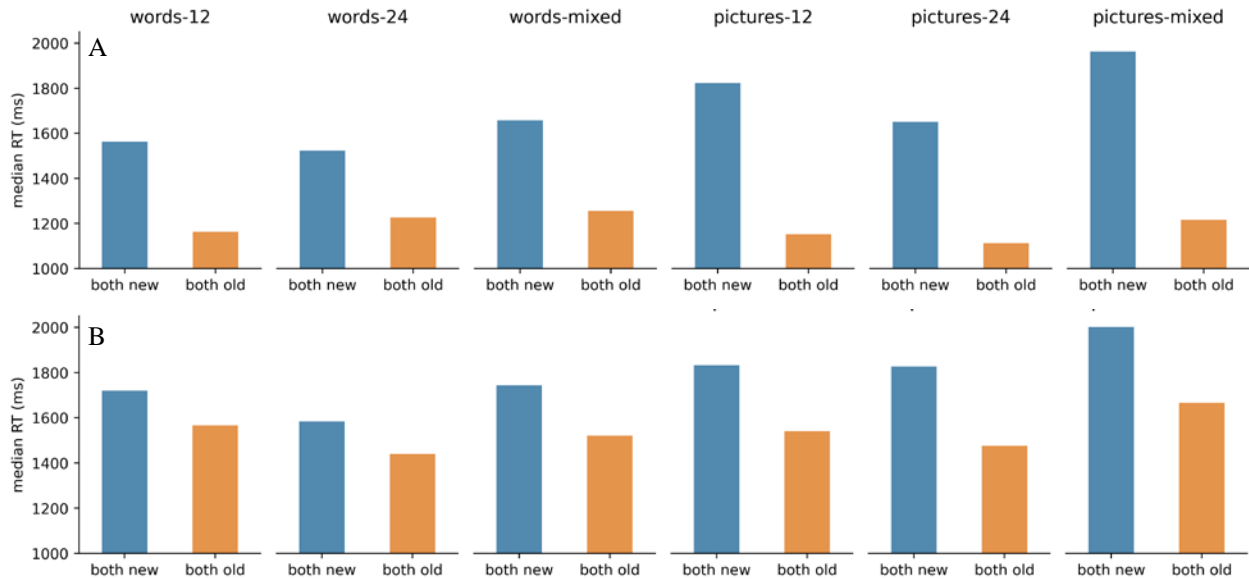 words-12 words-24 words-mixed pictures-12 pictures-24 pictures-mixed
A
2000
1800
1600
1400
1200
1000
median RT (ms)
both new both old both new both old both new both old both new both old both new both old both new both old
B
2000
1800
1600
1400
1200
1000
median RT (ms)
both new both old both new both old both new both old both new both old both new both old both new both old